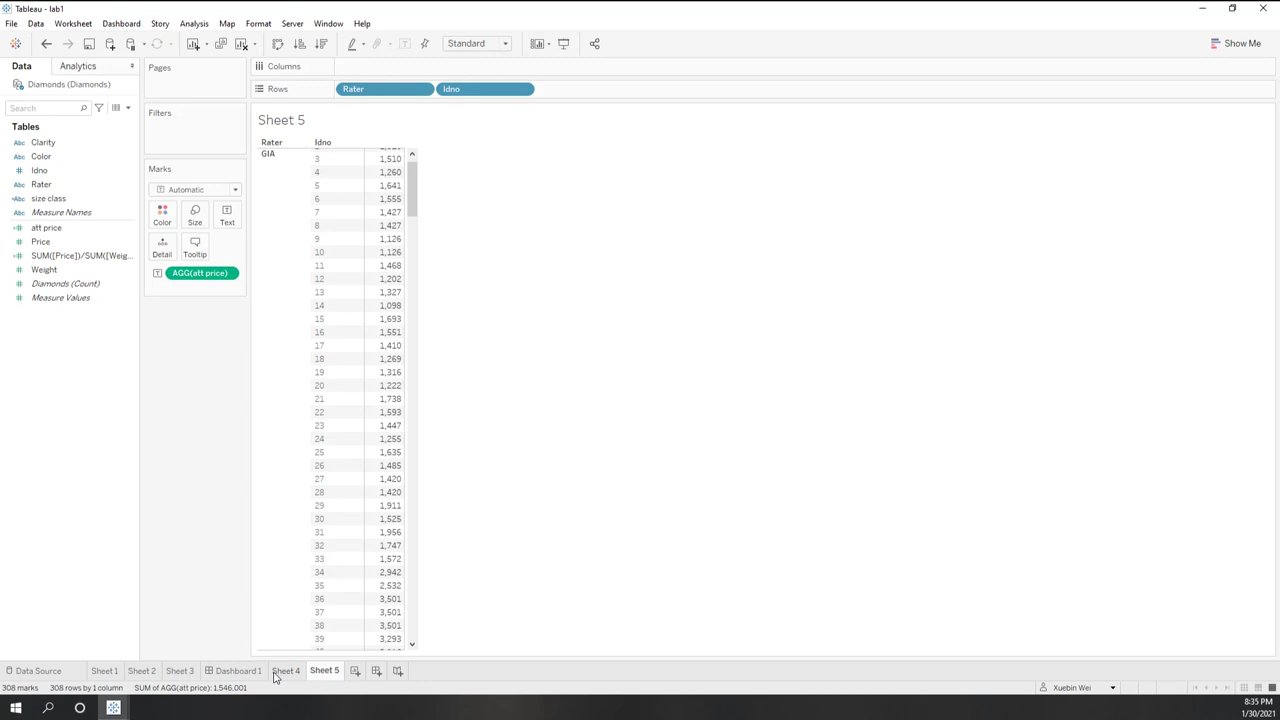 Tableau - lab1
File Data Worksheet Dashboard Story Analysis Map Format Server Window Help
Standard
Show Me
Data Analytics
Diamonds (Diamonds)
Search
Tables
Abc Clarity
Abc Color
# Idno
Abc Rater
Abc size class
Abc Measure Names
# att price
# Price
# SUM([Price])/SUM([Weig...
# Weight
# Diamonds (Count)
# Measure Values
Pages
Filters
Marks
Automatic
Color Size Text
Detail Tooltip
AGG(att price)
Columns
Rows Rater Idno
Sheet 5
Rater Idno
GIA
3 1,510
4 1,260
5 1,641
6 1,555
7 1,427
8 1,427
9 1,126
10 1,126
11 1,468
12 1,202
13 1,327
14 1,098
15 1,693
16 1,551
17 1,410
18 1,269
19 1,316
20 1,222
21 1,738
22 1,593
23 1,447
24 1,255
25 1,635
26 1,485
27 1,420
28 1,420
29 1,911
30 1,525
31 1,956
32 1,747
33 1,572
34 2,942
35 2,532
36 3,501
37 3,501
38 3,501
39 3,293
Data Source Sheet 1 Sheet 2 Sheet 3 Dashboard 1 Sheet 4 Sheet 5
308 marks 308 rows by 1 column SUM of AGG(att price): 1,546.001
Xuebin Wei
8:35 PM
1/30/2021